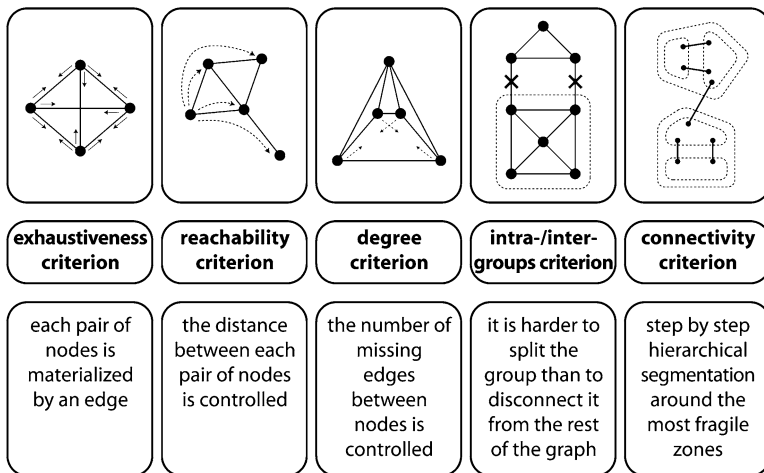 exhaustiveness
criterion
reachability
criterion
degree
criterion
intra-/inter-
groups criterion
connectivity
criterion
each pair of
nodes is
materialized
by an edge
the distance
between each
pair of nodes
is controlled
the number of
missing
edges
between
nodes is
controlled
it is harder to
split the
group than to
disconnect it
from the rest
of the graph
step by step
hierarchical
segmentation
around the
most fragile
zones